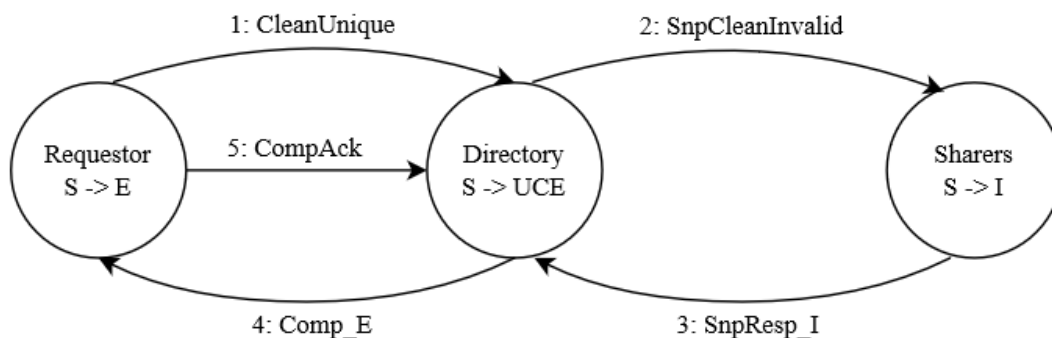 1: CleanUnique
2: SnpCleanInvalid
Requestor
S -> E
5: CompAck
Directory
S -> UCE
Sharers
S -> I
4: Comp_E
3: SnpResp_I